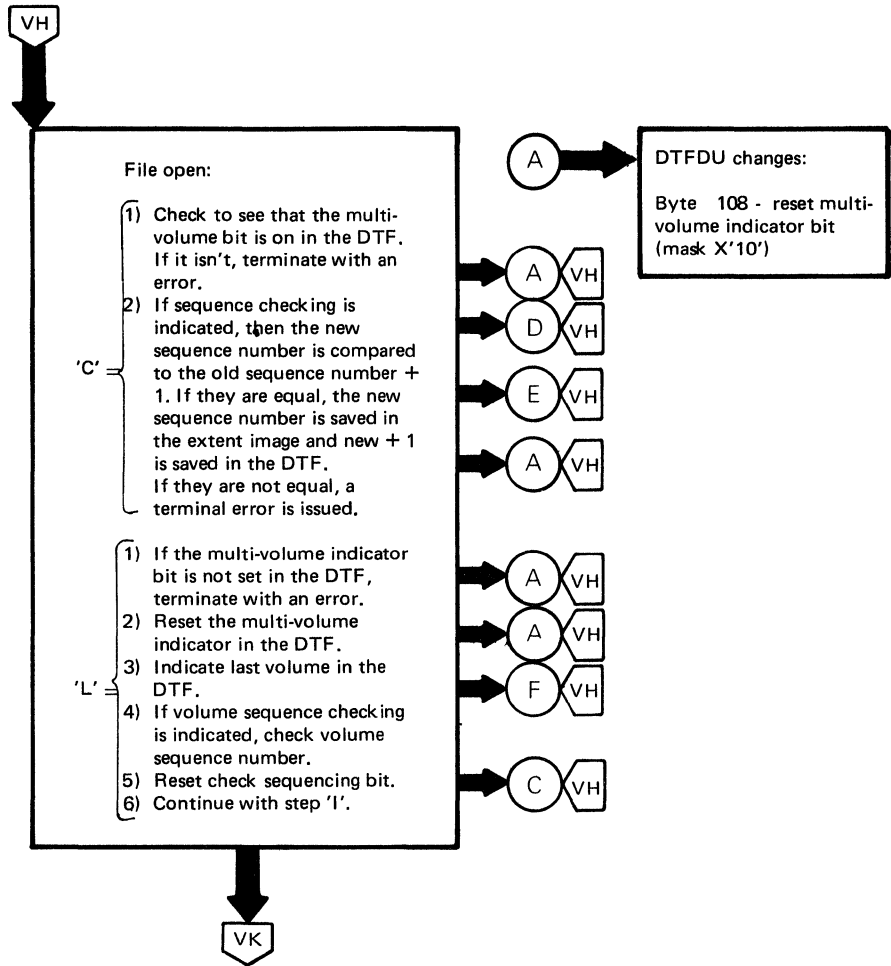 VH
File open:
'C' =
1) Check to see that the multi-
volume bit is on in the DTF.
If it isn't, terminate with an
error.
2) If sequence checking is
indicated, then the new
sequence number is compared
to the old sequence number +
1. If they are equal, the new
sequence number is saved in
the extent image and new + 1
is saved in the DTF.
If they are not equal, a
terminal error is issued.
'L' =
1) If the multi-volume indicator
bit is not set in the DTF,
terminate with an error.
2) Reset the multi-volume
indicator in the DTF.
3) Indicate last volume in the
DTF.
4) If volume sequence checking
is indicated, check volume
sequence number.
5) Reset check sequencing bit.
6) Continue with step 'I'.
A VH
D VH
E VH
A VH
A VH
A VH
F VH
C VH
A
DTFDU changes:
Byte 108 - reset multi-
volume indicator bit
(mask X'10')
VK